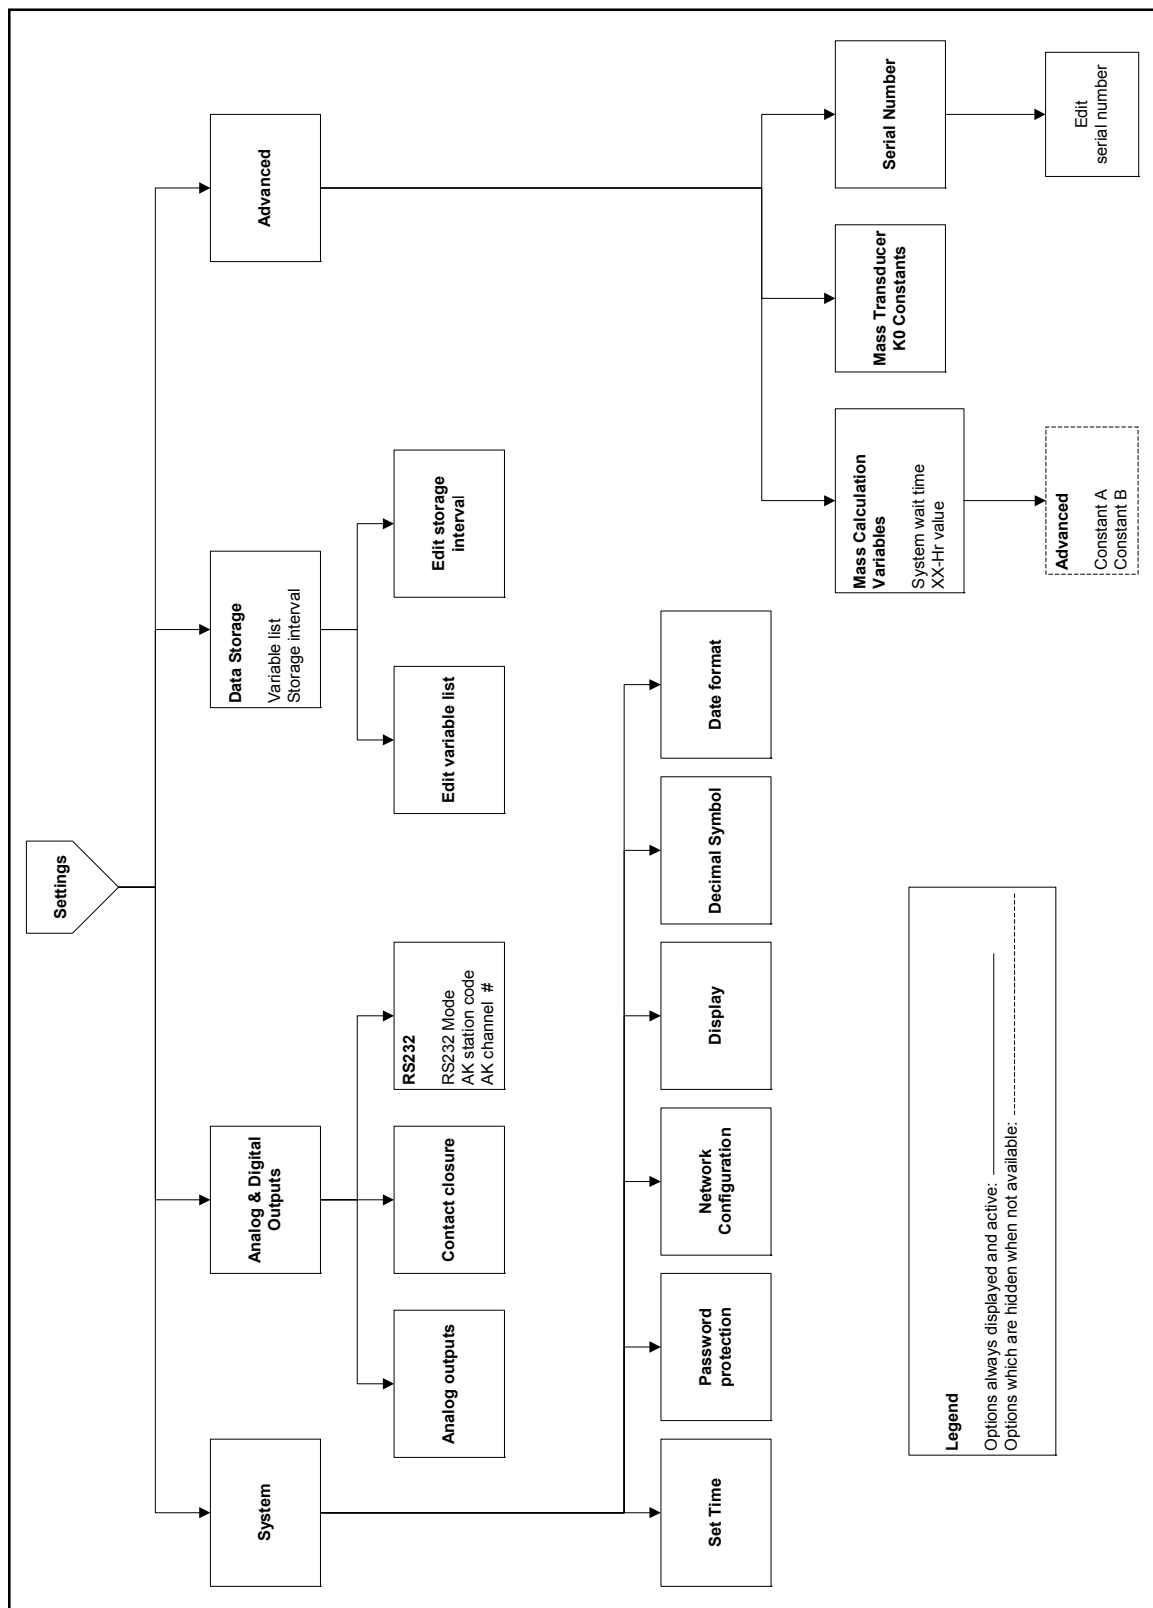 Settings
System
Analog & Digital
Outputs
Data Storage
Variable list
Storage interval
Advanced
Analog outputs
Contact closure
RS232
RS232 Mode
AK station code
AK channel  #
Edit variable list
Edit storage
interval
Set Time
Password
protection
Network
Configuration
Display
Decimal Symbol
Date format
Mass Calculation
Variables
System wait time
XX-Hr value
Mass Transducer
K0 Constants
Serial Number
Advanced
Constant A
Constant B
Edit
serial number
Legend
Options always displayed and active:
Options which are hidden when not available: